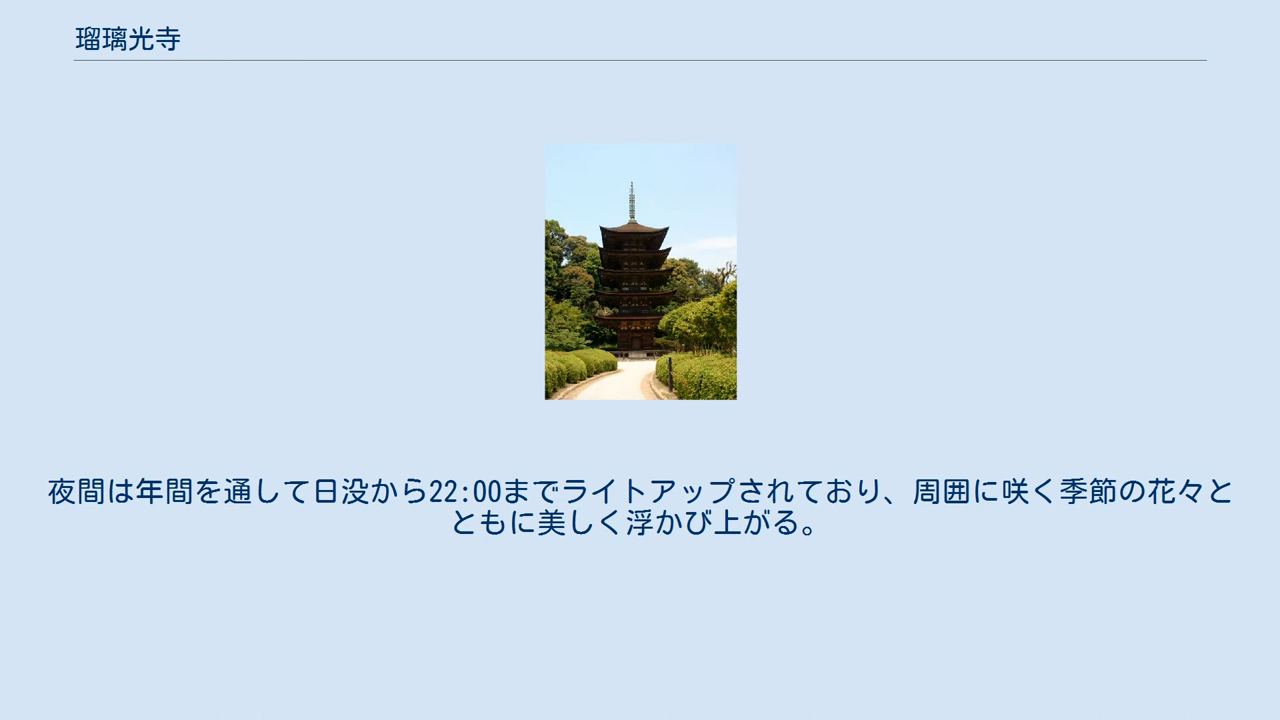 瑠璃光寺
夜間は年間を通して日没から22:00までライトアップされており、周囲に咲く季節の花々と
ともに美しく浮かび上がる。